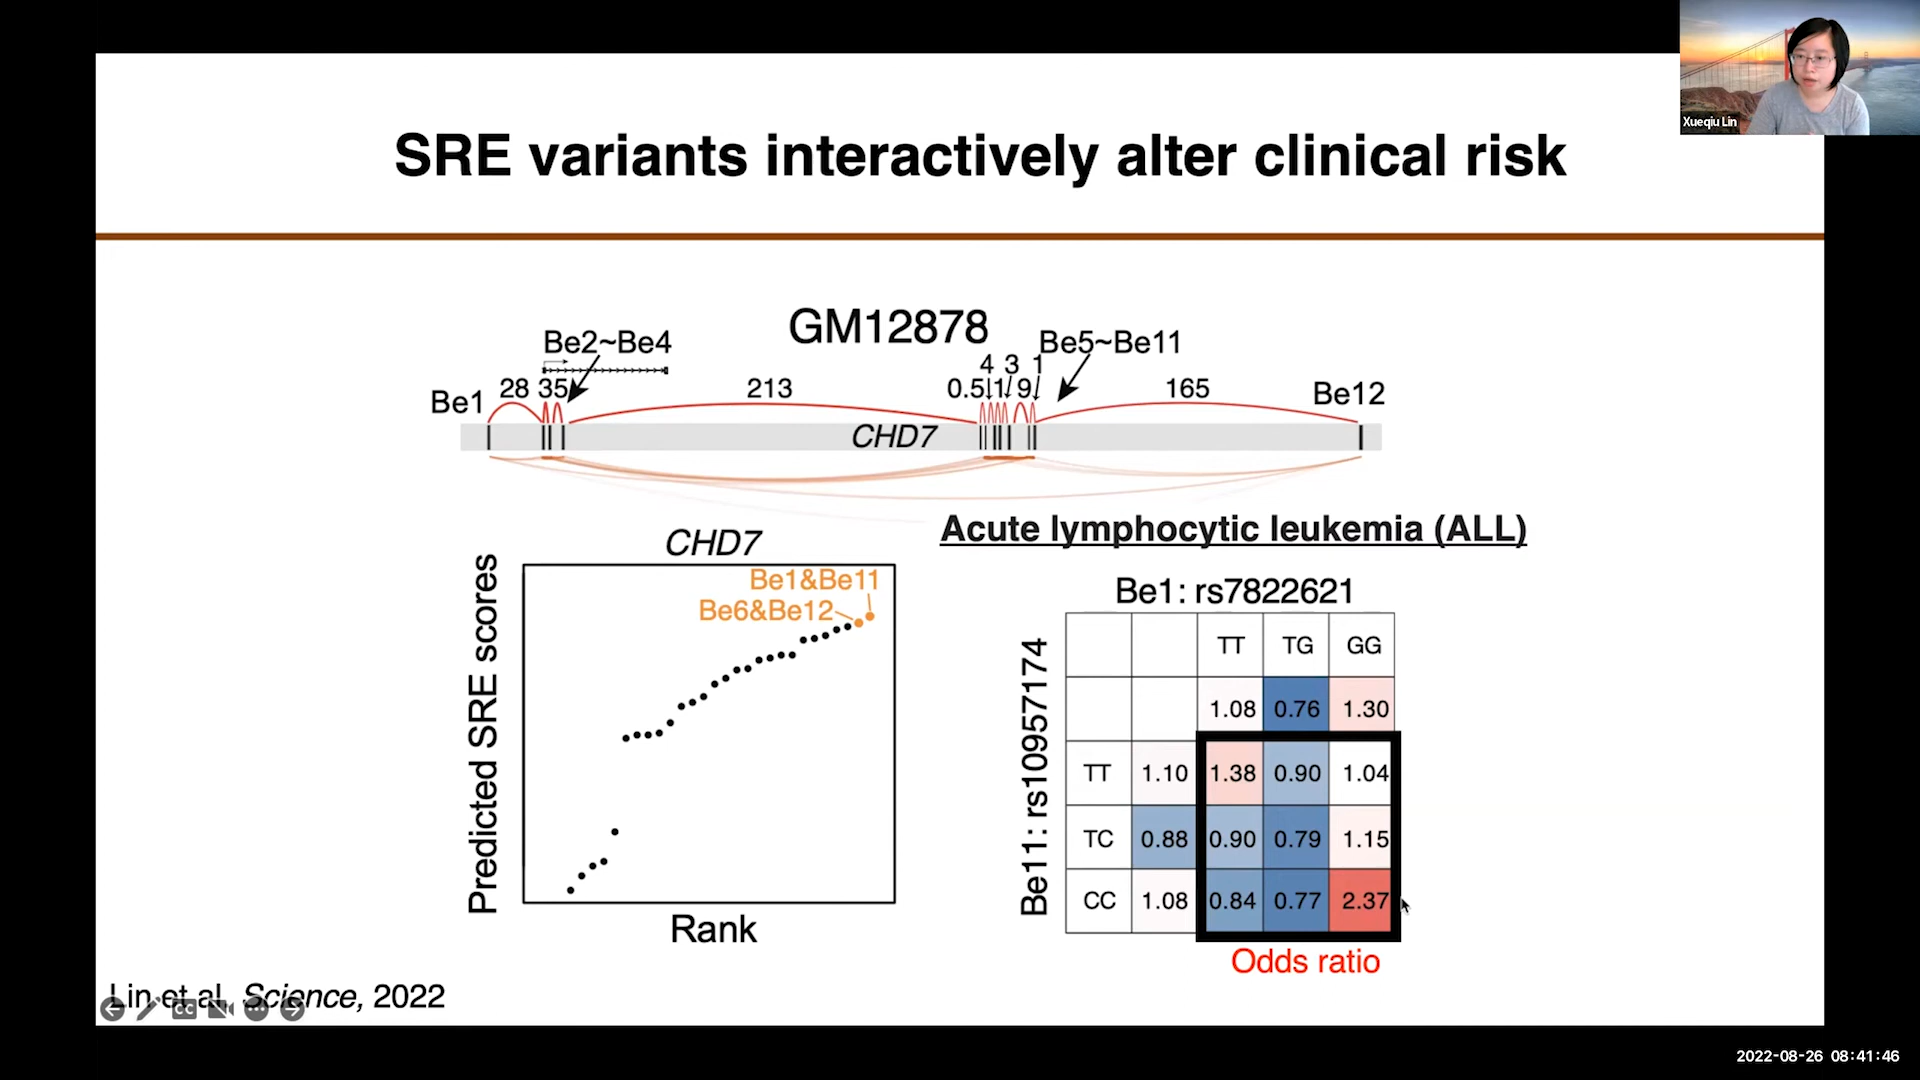 Xueqiu Lin
SRE variants interactively alter clinical risk
GM12878
Be2~Be4
Be5~Be11
4 3 1
Be1 28 35 213 0.5 1 9 165 Be12
CHD7
Acute lymphocytic leukemia (ALL)
CHD7
Be1&Be11
Be6&Be12
Predicted SRE scores
Rank
Be1: rs7822621
Be11: rs10957174
TT TG GG
1.08 0.76 1.30
TT 1.10 1.38 0.90 1.04
TC 0.88 0.90 0.79 1.15
CC 1.08 0.84 0.77 2.37
Odds ratio
Lin et al. Science, 2022
CC
2022-08-26 08:41:46